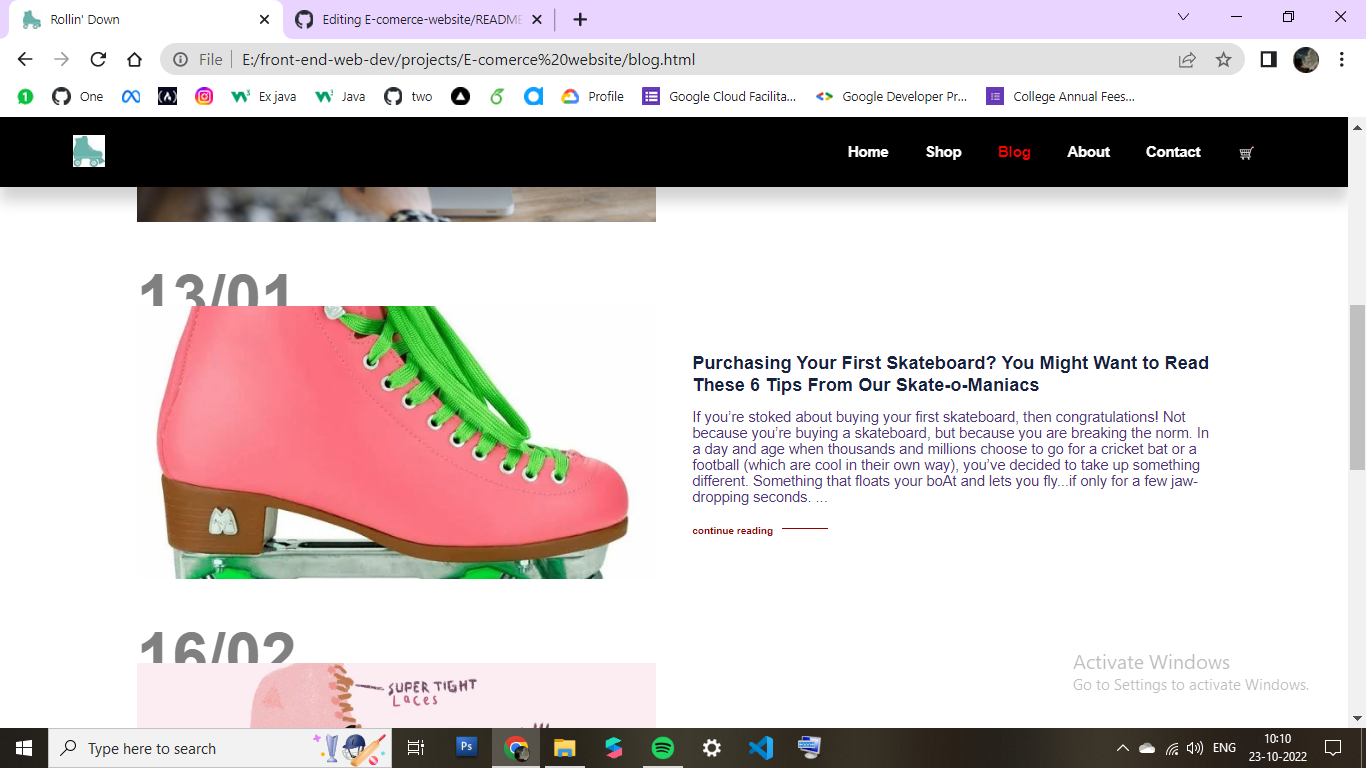 Rollin' Down
Editing E-comerce-website/README
File
E:/front-end-web-dev/projects/E-comerce%20website/blog.html
One
Ex java
Java
two
Profile
Google Cloud Facilita...
Google Developer Pr...
College Annual Fees...
Home
Shop
Blog
About
Contact
13/01
Purchasing Your First Skateboard? You Might Want to Read
These 6 Tips From Our Skate-o-Maniacs
If you’re stoked about buying your first skateboard, then congratulations! Not
because you’re buying a skateboard, but because you are breaking the norm. In
a day and age when thousands and millions choose to go for a cricket bat or a
football (which are cool in their own way), you’ve decided to take up something
different. Something that floats your boAt and lets you fly...if only for a few jaw-
dropping seconds. ...
continue reading
16/02
SUPER TIGHT
LACES
Activate Windows
Go to Settings to activate Windows.
Type here to search
Ps
ENG
10:10
23-10-2022